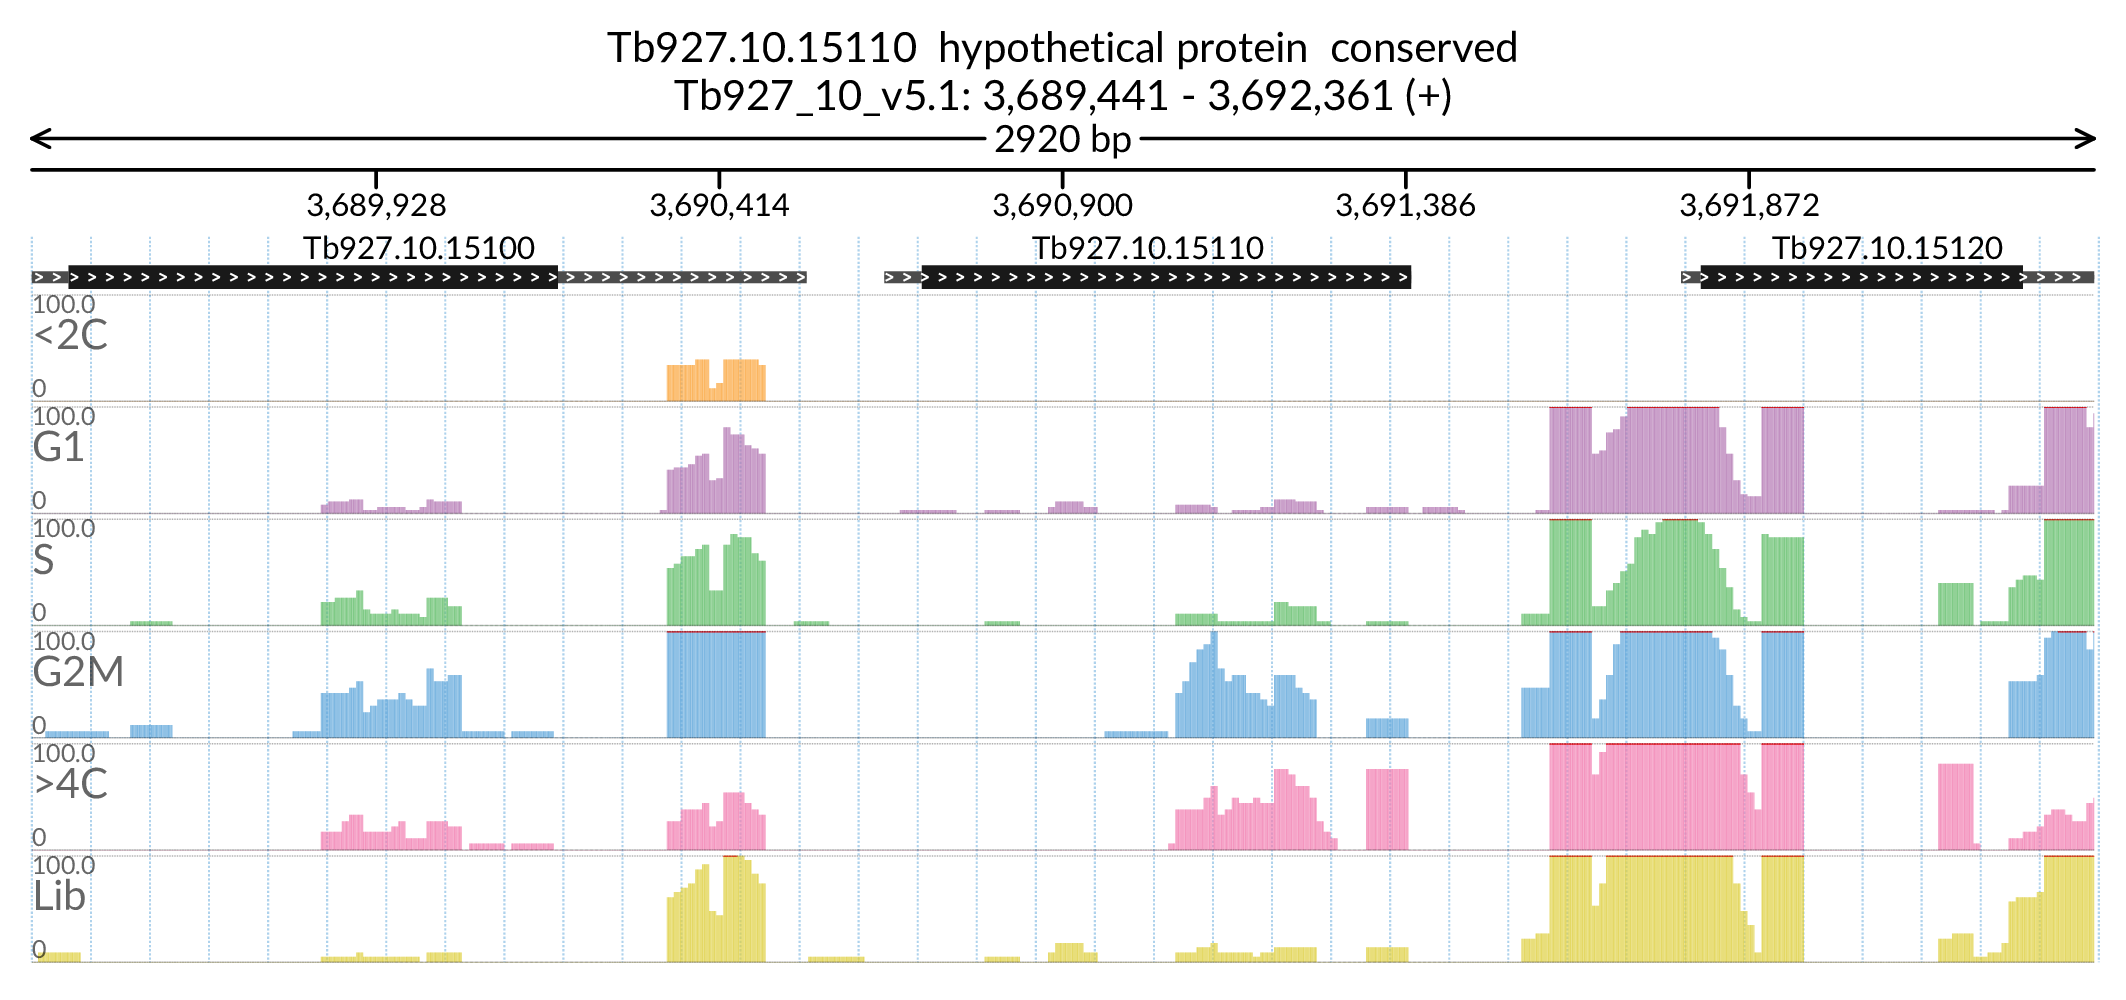 Tb927.10.15110 hypothetical protein conserved
Tb927_10_v5.1: 3,689,441 - 3,692,361 (+)
2920 bp
3,689,928 3,690,414 3,690,900 3,691,386 3,691,872
Tb927.10.15100 Tb927.10.15110 Tb927.10.15120
100.0
<2C
0
100.0
G1
0
100.0
S
0
100.0
G2M
0
100.0
>4C
0
100.0
Lib
0